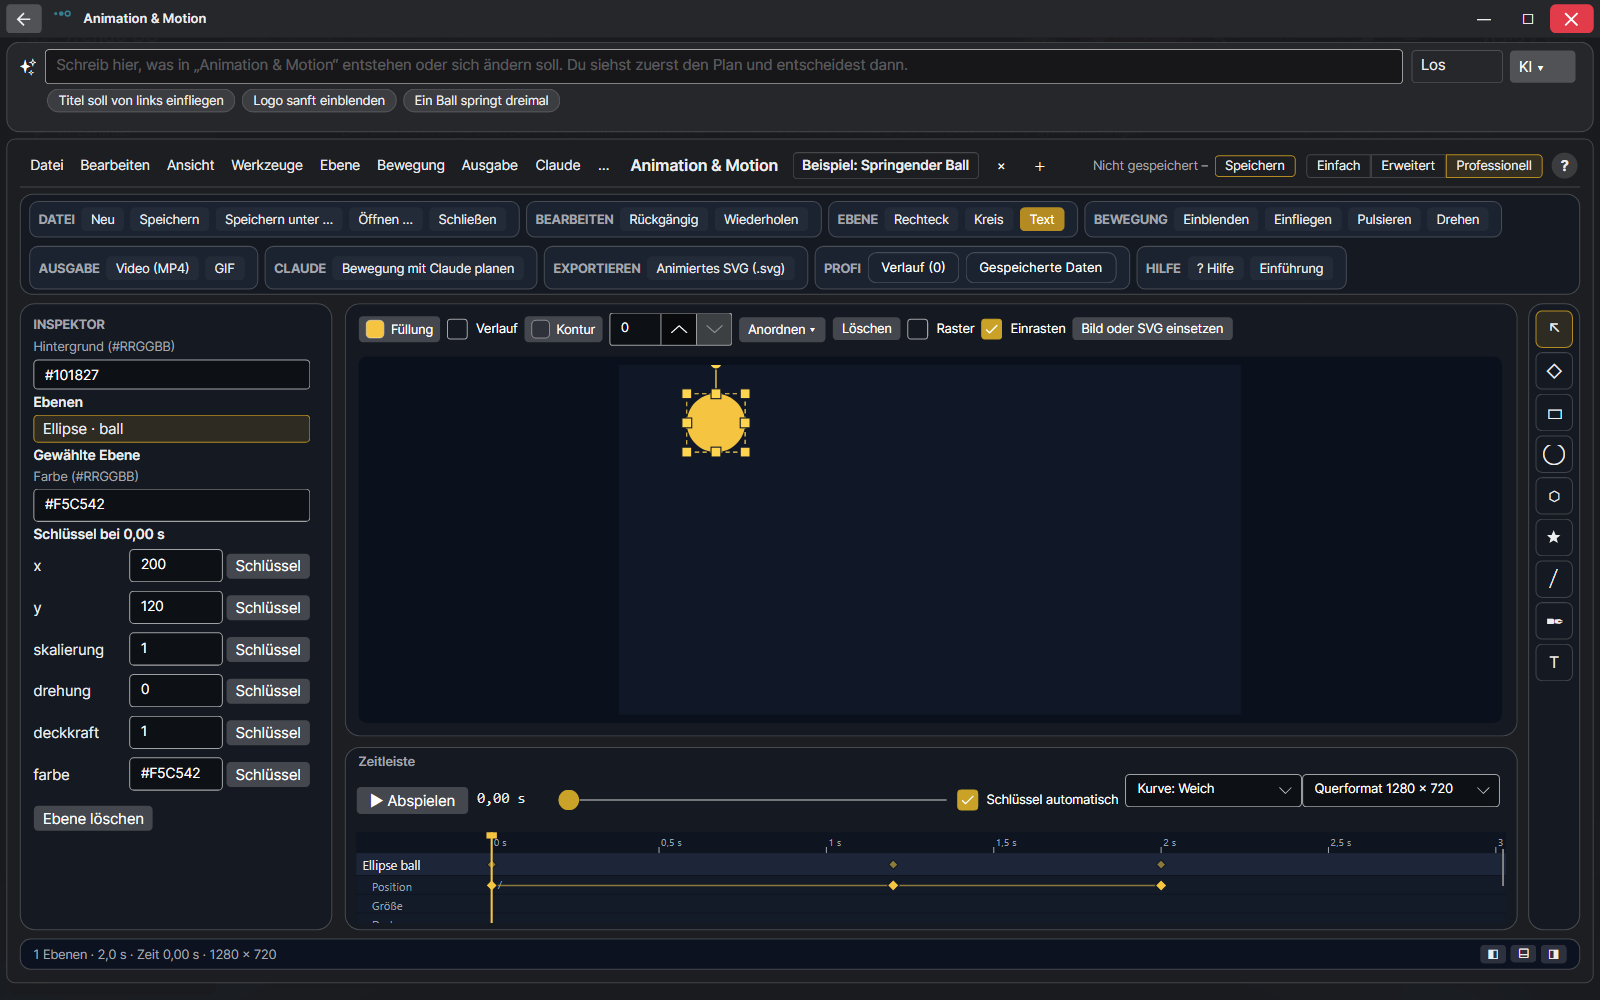 Animation & Motion
Schreib hier, was in „Animation & Motion“ entstehen oder sich ändern soll. Du siehst zuerst den Plan und entscheidest dann.
Los
KI
Titel soll von links einfliegen
Logo sanft einblenden
Ein Ball springt dreimal
Datei Bearbeiten Ansicht Werkzeuge Ebene Bewegung Ausgabe Claude ... Animation & Motion Beispiel: Springender Ball × + Nicht gespeichert – Speichern Einfach Erweitert Professionell ?
DATEI Neu Speichern Speichern unter ... Öffnen ... Schließen BEARBEITEN Rückgängig Wiederholen EBENE Rechteck Kreis Text BEWEGUNG Einblenden Einfliegen Pulsieren Drehen
AUSGABE Video (MP4) GIF CLAUDE Bewegung mit Claude planen EXPORTIEREN Animiertes SVG (.svg) PROFI Verlauf (0) Gespeicherte Daten HILFE ? Hilfe Einführung
INSPEKTOR
Hintergrund (#RRGGBB)
#101827
Ebenen
Ellipse · ball
Gewählte Ebene
Farbe (#RRGGBB)
#F5C542
Schlüssel bei 0,00 s
x 200 Schlüssel
y 120 Schlüssel
skalierung 1 Schlüssel
drehung 0 Schlüssel
deckkraft 1 Schlüssel
farbe #F5C542 Schlüssel
Ebene löschen
Füllung Verlauf Kontur 0 Anordnen Löschen Raster Einrasten Bild oder SVG einsetzen
T
Zeitleiste
Abspielen 0,00 s Schlüssel automatisch Kurve: Weich Querformat 1280 × 720
0 s 0,5 s 1 s 1,5 s 2 s 2,5 s 3
Ellipse ball
Position
Größe
1 Ebenen · 2,0 s · Zeit 0,00 s · 1280 × 720